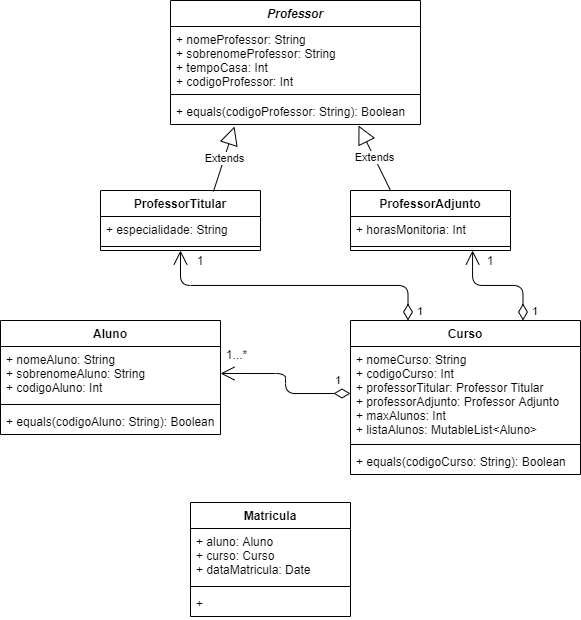 Professor
+ nomeProfessor: String
+ sobrenomeProfessor: String
+ tempoCasa: Int
+ codigoProfessor: Int
+ equals(codigoProfessor: String): Boolean
Extends
Extends
ProfessorTitular
+ especialidade: String
ProfessorAdjunto
+ horasMonitoria: Int
1
1
1
1
Aluno
+ nomeAluno: String
+ sobrenomeAluno: String
+ codigoAluno: Int
+ equals(codigoAluno: String): Boolean
1...*
1
Curso
+ nomeCurso: String
+ codigoCurso: Int
+ professorTitular: Professor Titular
+ professorAdjunto: Professor Adjunto
+ maxAlunos: Int
+ listaAlunos: MutableList<Aluno>
+ equals(codigoCurso: String): Boolean
Matricula
+ aluno: Aluno
+ curso: Curso
+ dataMatricula: Date
+